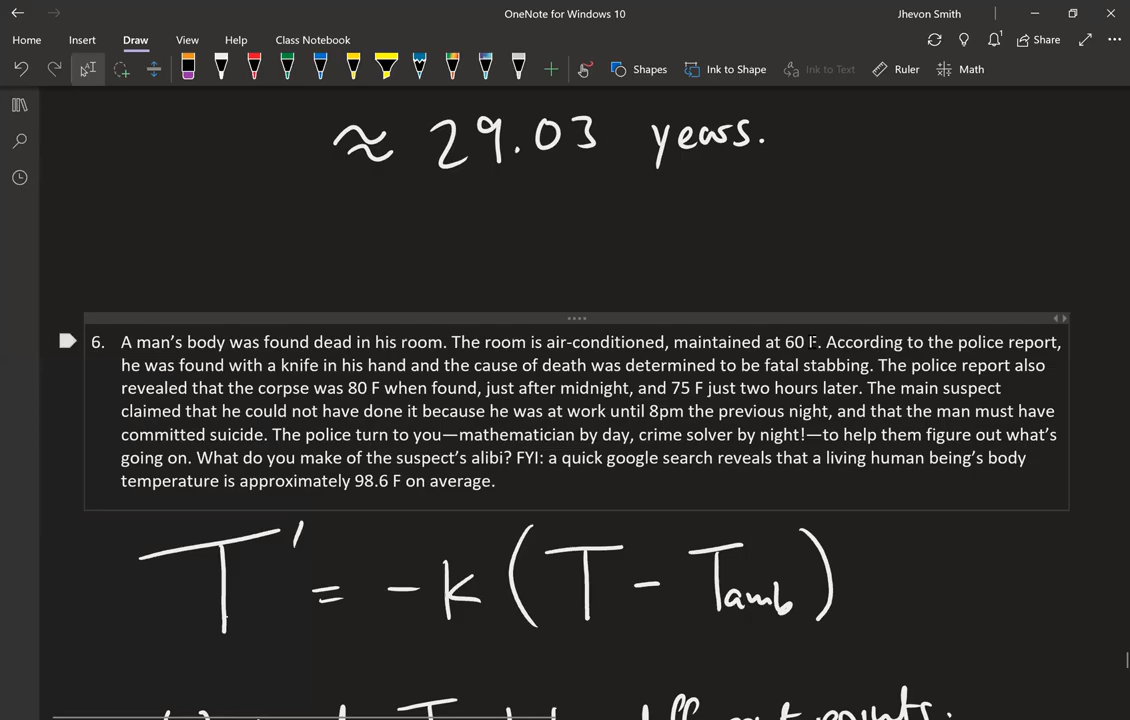 OneNote for Windows 10
Jhevon Smith
Home Insert Draw View Help Class Notebook
Share
Shapes Ink to Shape Ink to Text Ruler Math
≈ 29.03 years.
6. A man's body was found dead in his room. The room is air-conditioned, maintained at 60 F. According to the police report,
he was found with a knife in his hand and the cause of death was determined to be fatal stabbing. The police report also
revealed that the corpse was 80 F when found, just after midnight, and 75 F just two hours later. The main suspect
claimed that he could not have done it because he was at work until 8pm the previous night, and that the man must have
committed suicide. The police turn to you—mathematician by day, crime solver by night!—to help them figure out what's
going on. What do you make of the suspect's alibi? FYI: a quick google search reveals that a living human being's body
temperature is approximately 98.6 F on average.
T' = -k(T - Tamb)
points.